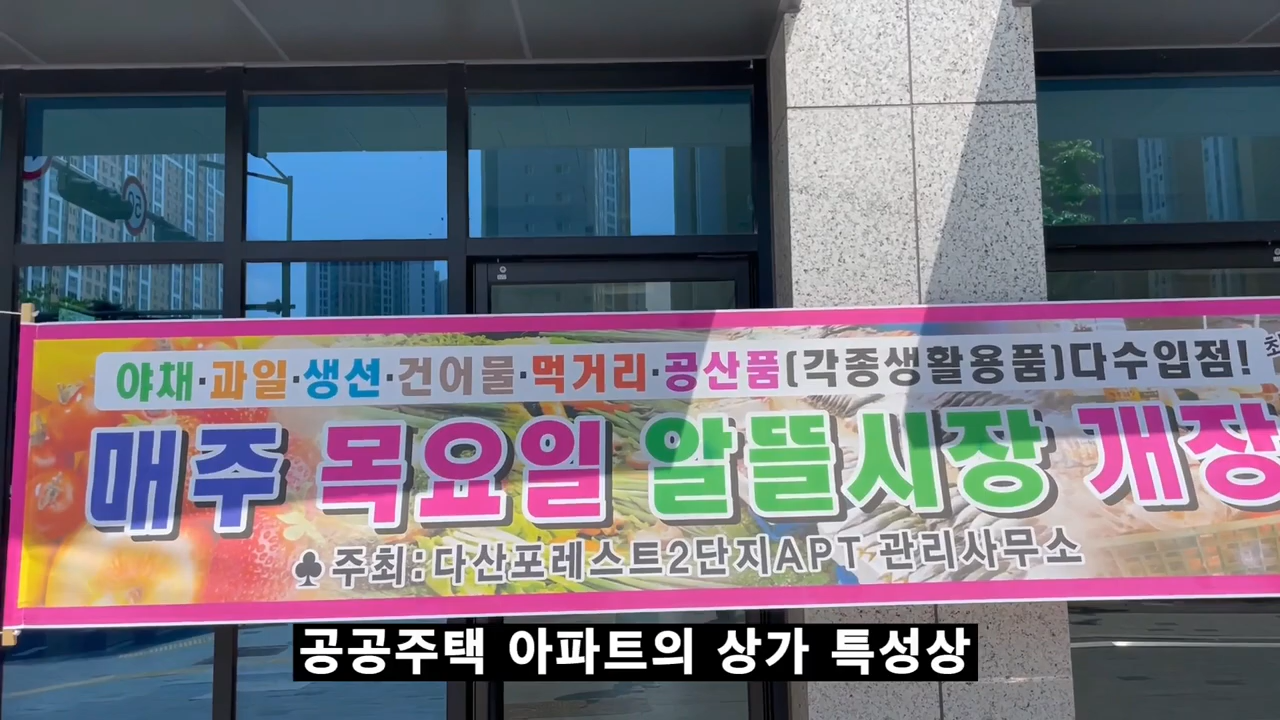 야채·과일·생선·건어물·먹거리·공산품(각종생활용품)다수입점!
매주 목요일 알뜰시장 개장
♣주최:다산포레스트2단지APT 관리사무소
공공주택 아파트의 상가 특성상